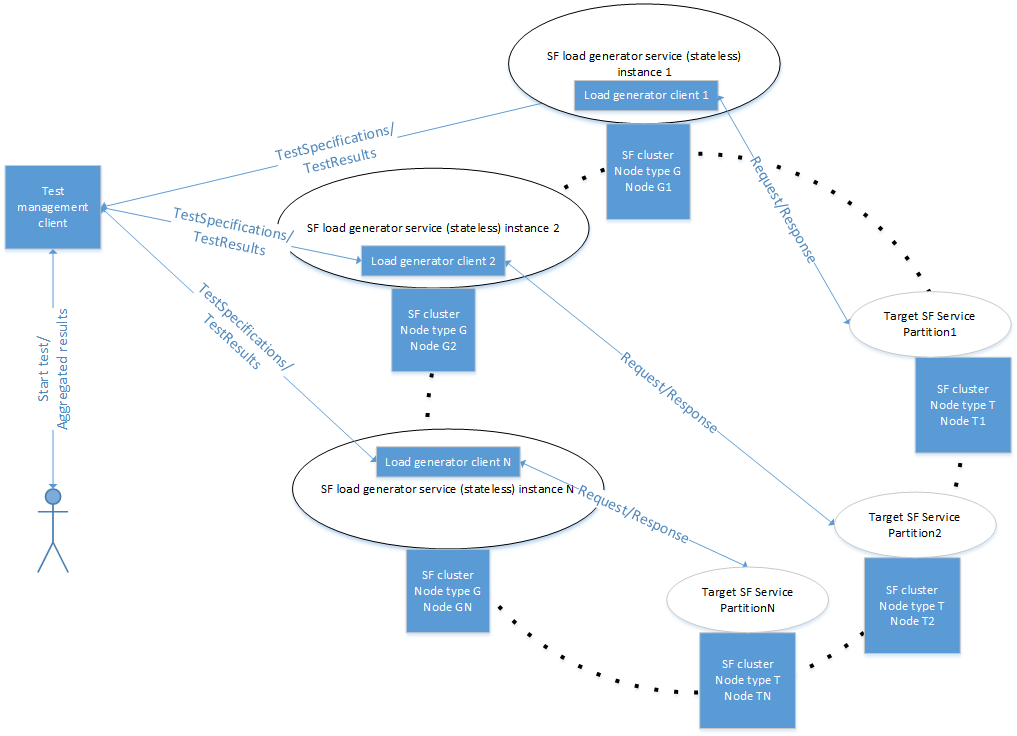 SF load generator service (stateless)
instance 1
Load generator client 1
SF cluster
Node type G
Node G1
TestSpecifications/
TestResults
Test
management
client
SF load generator service (stateless) instance 2
Load generator client 2
SF cluster
Node type G
Node G2
TestSpecifications/
TestResults
Request/Response
Target SF Service
Partition1
SF cluster
Node type T
Node T1
TestSpecifications/
TestResults
Start test/
Aggregated results
Request/Response
Load generator client N
SF load generator service (stateless) instance N
SF cluster
Node type G
Node GN
Request/Response
Target SF Service
Partition2
SF cluster
Node type T
Node T2
Target SF Service
PartitionN
SF cluster
Node type T
Node TN